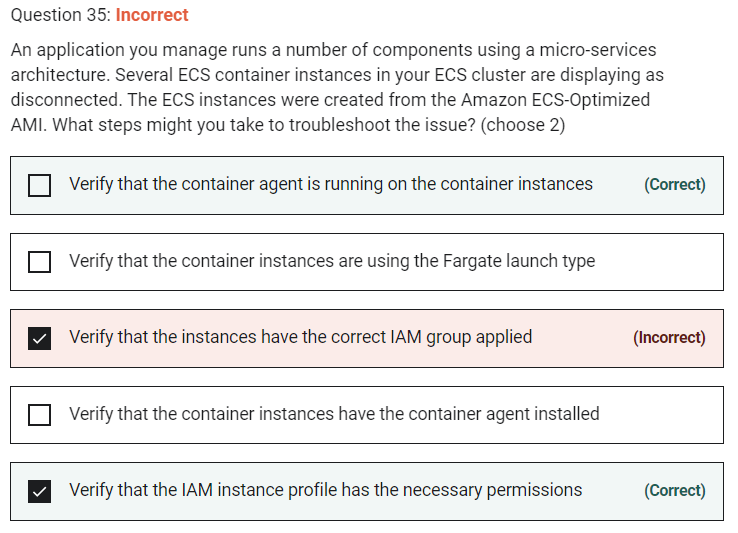 Question 35: Incorrect
An application you manage runs a number of components using a micro-services
architecture. Several ECS container instances in your ECS cluster are displaying as
disconnected. The ECS instances were created from the Amazon ECS-Optimized
AMI. What steps might you take to troubleshoot the issue? (choose 2)
Verify that the container agent is running on the container instances (Correct)
Verify that the container instances are using the Fargate launch type
Verify that the instances have the correct IAM group applied (Incorrect)
Verify that the container instances have the container agent installed
Verify that the IAM instance profile has the necessary permissions (Correct)